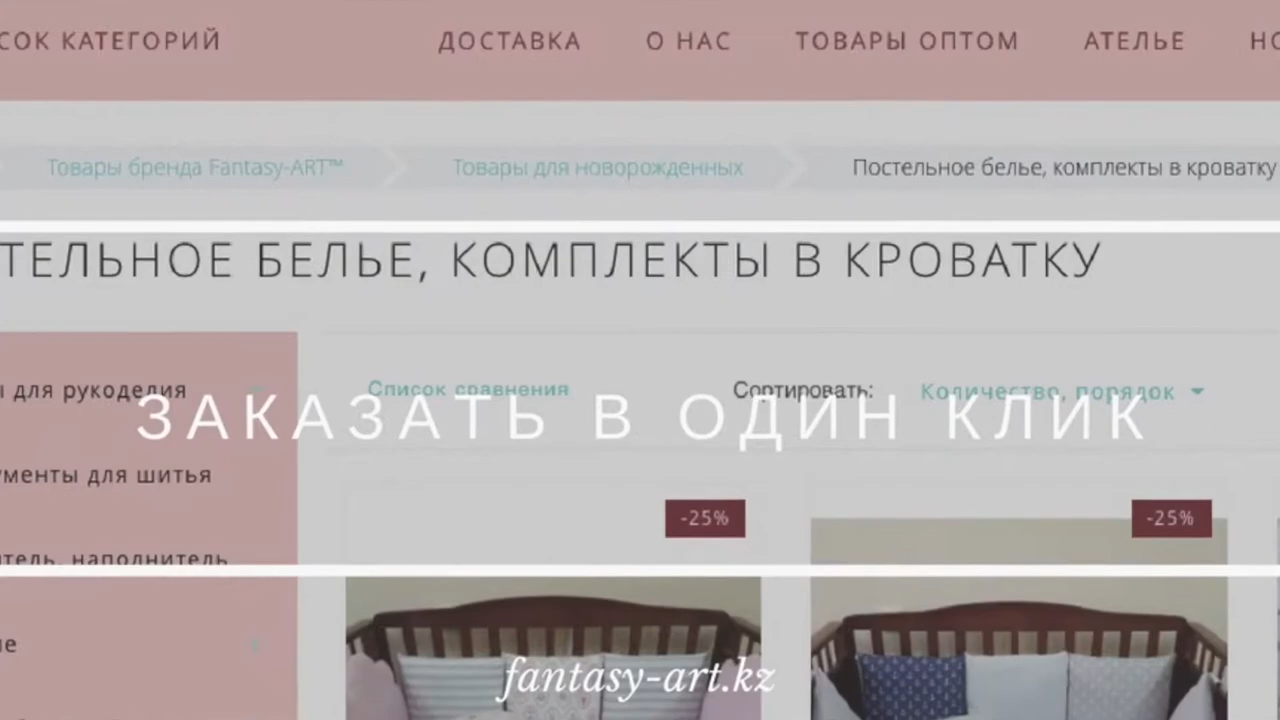 СОК КАТЕГОРИЙ ДОСТАВКА О НАС ТОВАРЫ ОПТОМ АТЕЛЬЕ
Товары бренда Fantasy-ART™ Товары для новорожденных Постельное белье, комплекты в кроватку
ТЕЛЬНОЕ БЕЛЬЕ, КОМПЛЕКТЫ В КРОВАТКУ
для рукоделия Список сравнения Сортировать: Количество, порядок
ЗАКАЗАТЬ В ОДИН КЛИК
ументы для шитья
-25% -25%
наполнитель
fantasy-art.kz